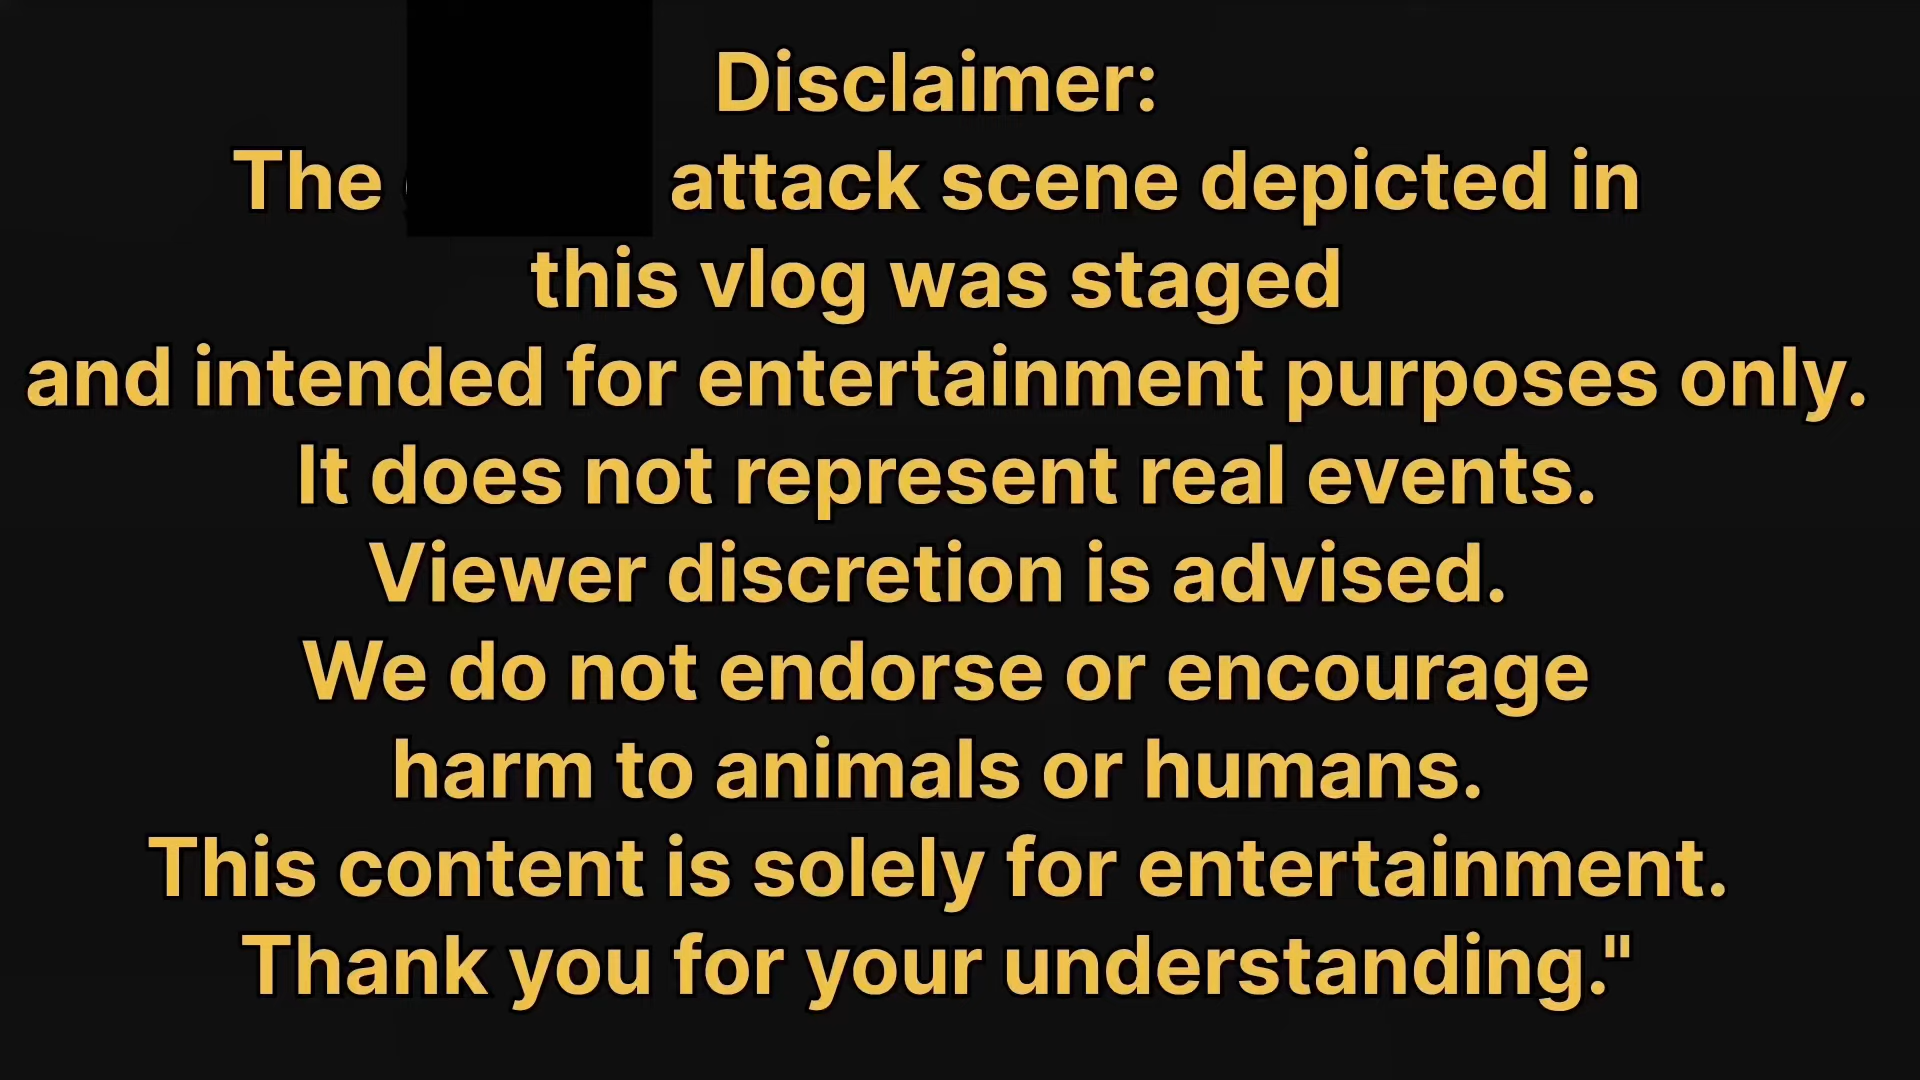 Disclaimer:
The attack scene depicted in
this vlog was staged
and intended for entertainment purposes only.
It does not represent real events.
Viewer discretion is advised.
We do not endorse or encourage
harm to animals or humans.
This content is solely for entertainment.
Thank you for your understanding."